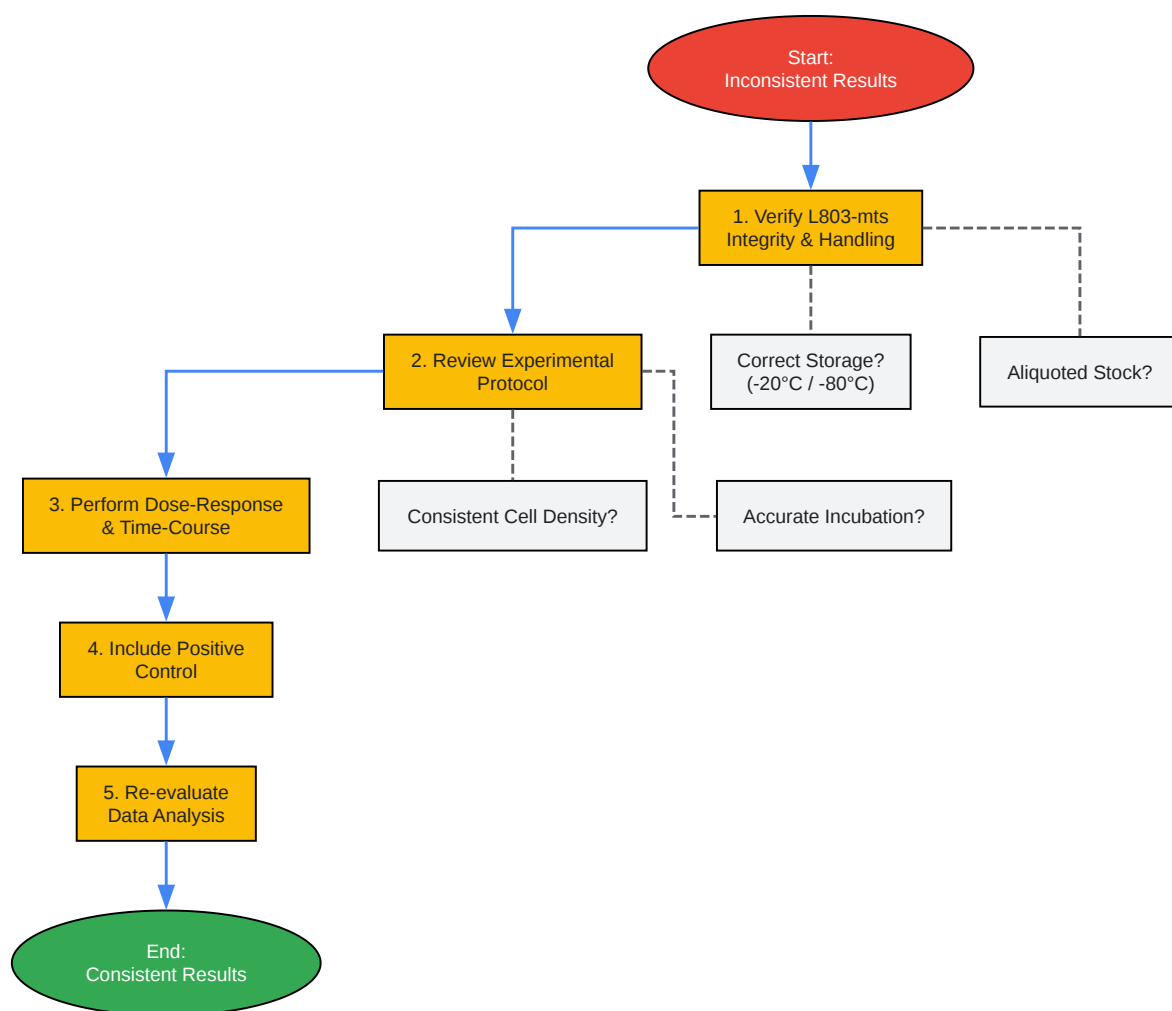 Start:
Inconsistent Results
1. Verify L803-mts
Integrity & Handling
2. Review Experimental
Protocol
Correct Storage?
(-20°C / -80°C)
Aliquoted Stock?
3. Perform Dose-Response
& Time-Course
Consistent Cell Density?
Accurate Incubation?
4. Include Positive
Control
5. Re-evaluate
Data Analysis
End:
Consistent Results